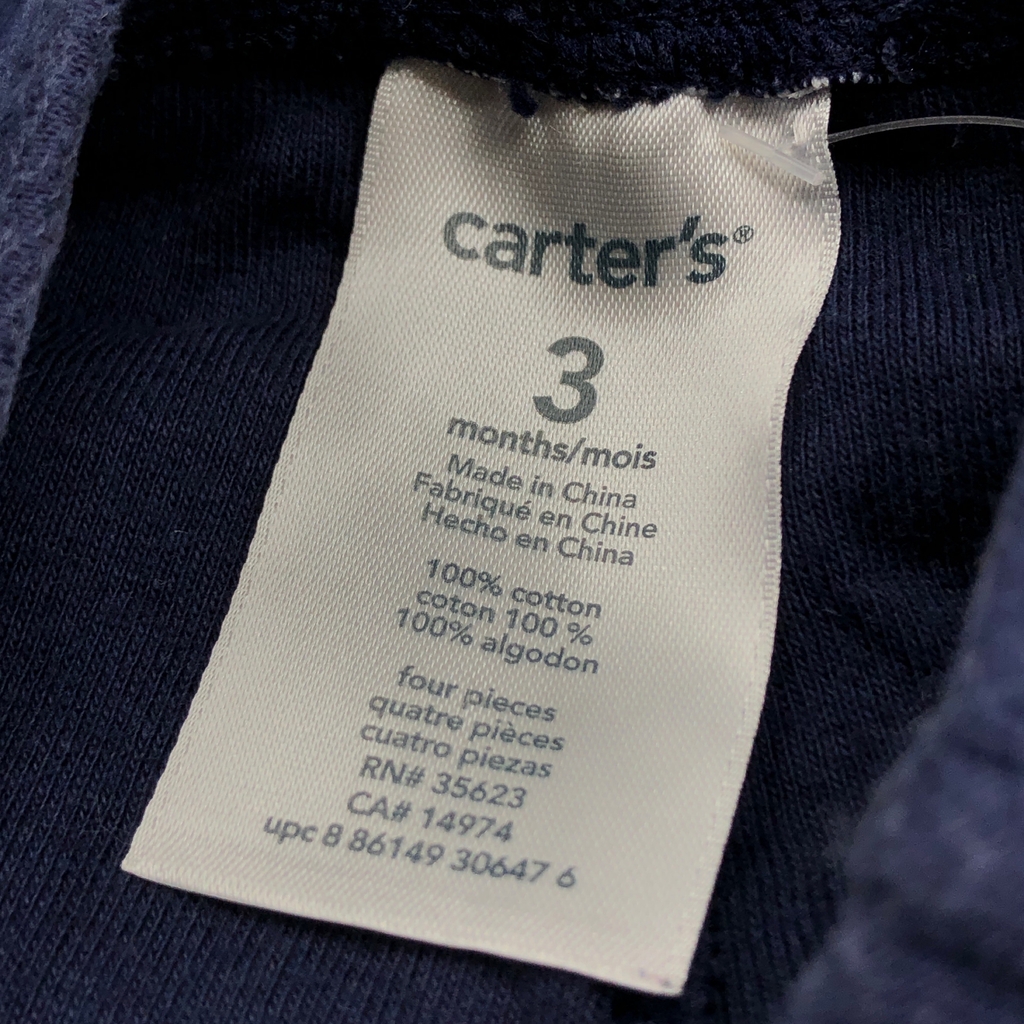 carter's®
3
months/mois
Made in China
Fabriqué en Chine
Hecho en China
100% cotton
coton 100 %
100% algodon
four pieces
quatre pièces
cuatro piezas
RN# 35623
CA# 14974
upc 8 86149 30647 6